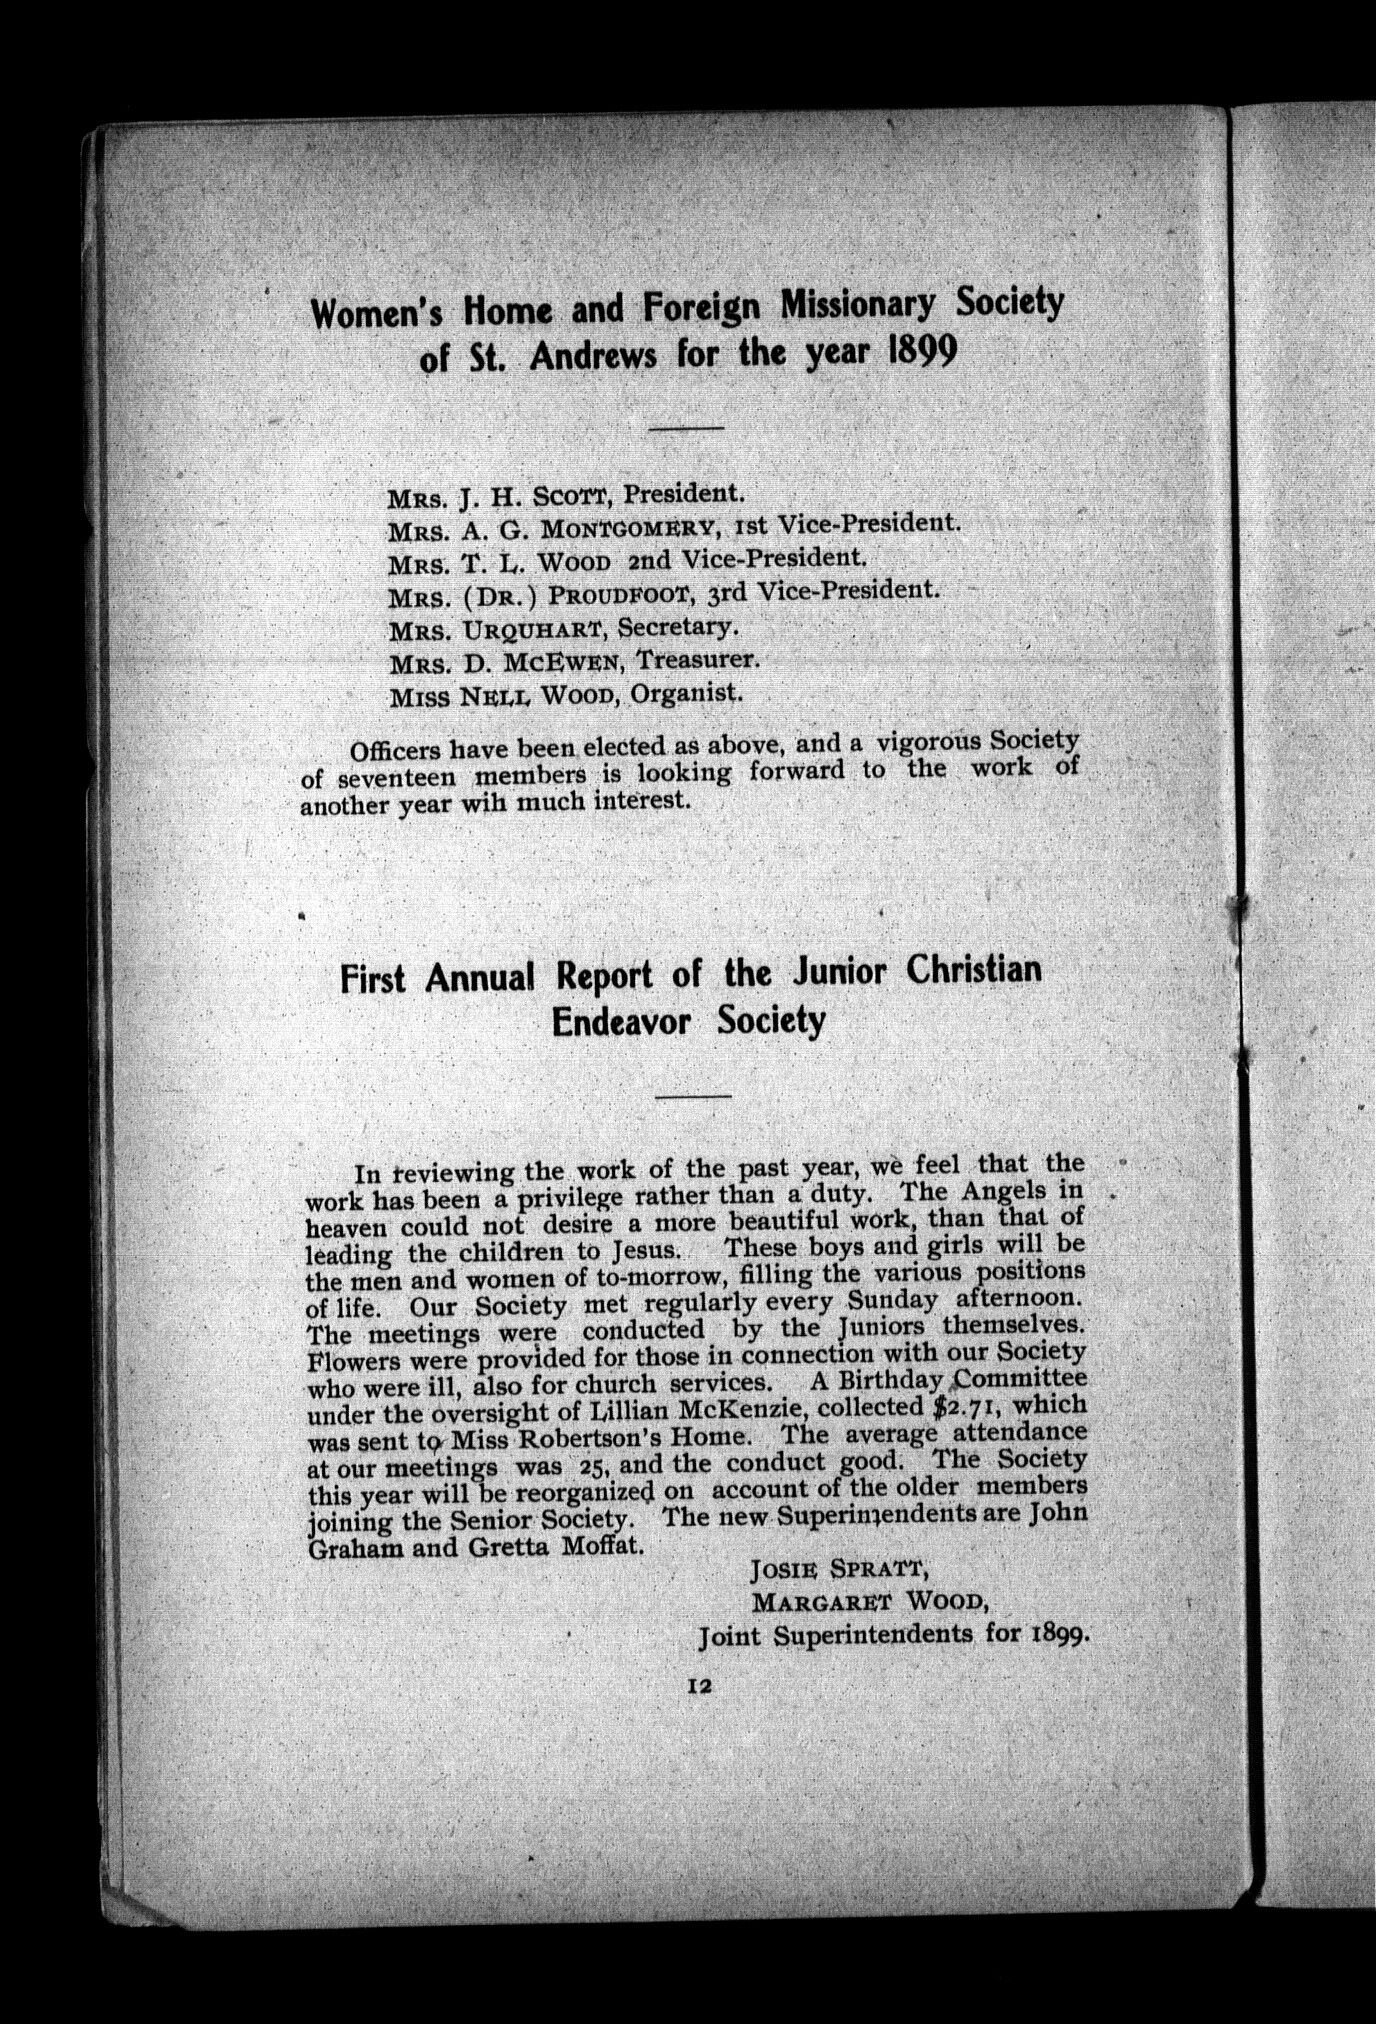 Women's Home and Foreign Missionary Society
of St. Andrews for the year 1899
Mrs. J. H. Scott, President.
Mrs. A. G. Montgomery, 1st Vice-President.
Mrs. T. L. Wood 2nd Vice-President.
Mrs. (Dr.) Proudfoot, 3rd Vice-President.
Mrs. Urquhart, Secretary.
Mrs. D. McEwen, Treasurer.
Miss Nell Wood, Organist.
Officers have been elected as above, and a vigorous Society
of seventeen members is looking forward to the work of
another year wih much interest.
First Annual Report of the Junior Christian
Endeavor Society
In reviewing the work of the past year, we feel that the
work has been a privilege rather than a duty. The Angels in
heaven could not desire a more beautiful work, than that of
leading the children to Jesus. These boys and girls will be
the men and women of to-morrow, filling the various positions
of life. Our Society met regularly every Sunday afternoon.
The meetings were conducted by the Juniors themselves.
Flowers were provided for those in connection with our Society
who were ill, also for church services. A Birthday Committee
under the oversight of Lillian McKenzie, collected $2.71, which
was sent to Miss Robertson's Home. The average attendance
at our meetings was 25, and the conduct good. The Society
this year will be reorganized on account of the older members
joining the Senior Society. The new Superintendents are John
Graham and Gretta Moffat.
Josie Spratt,
Margaret Wood,
Joint Superintendents for 1899.
12